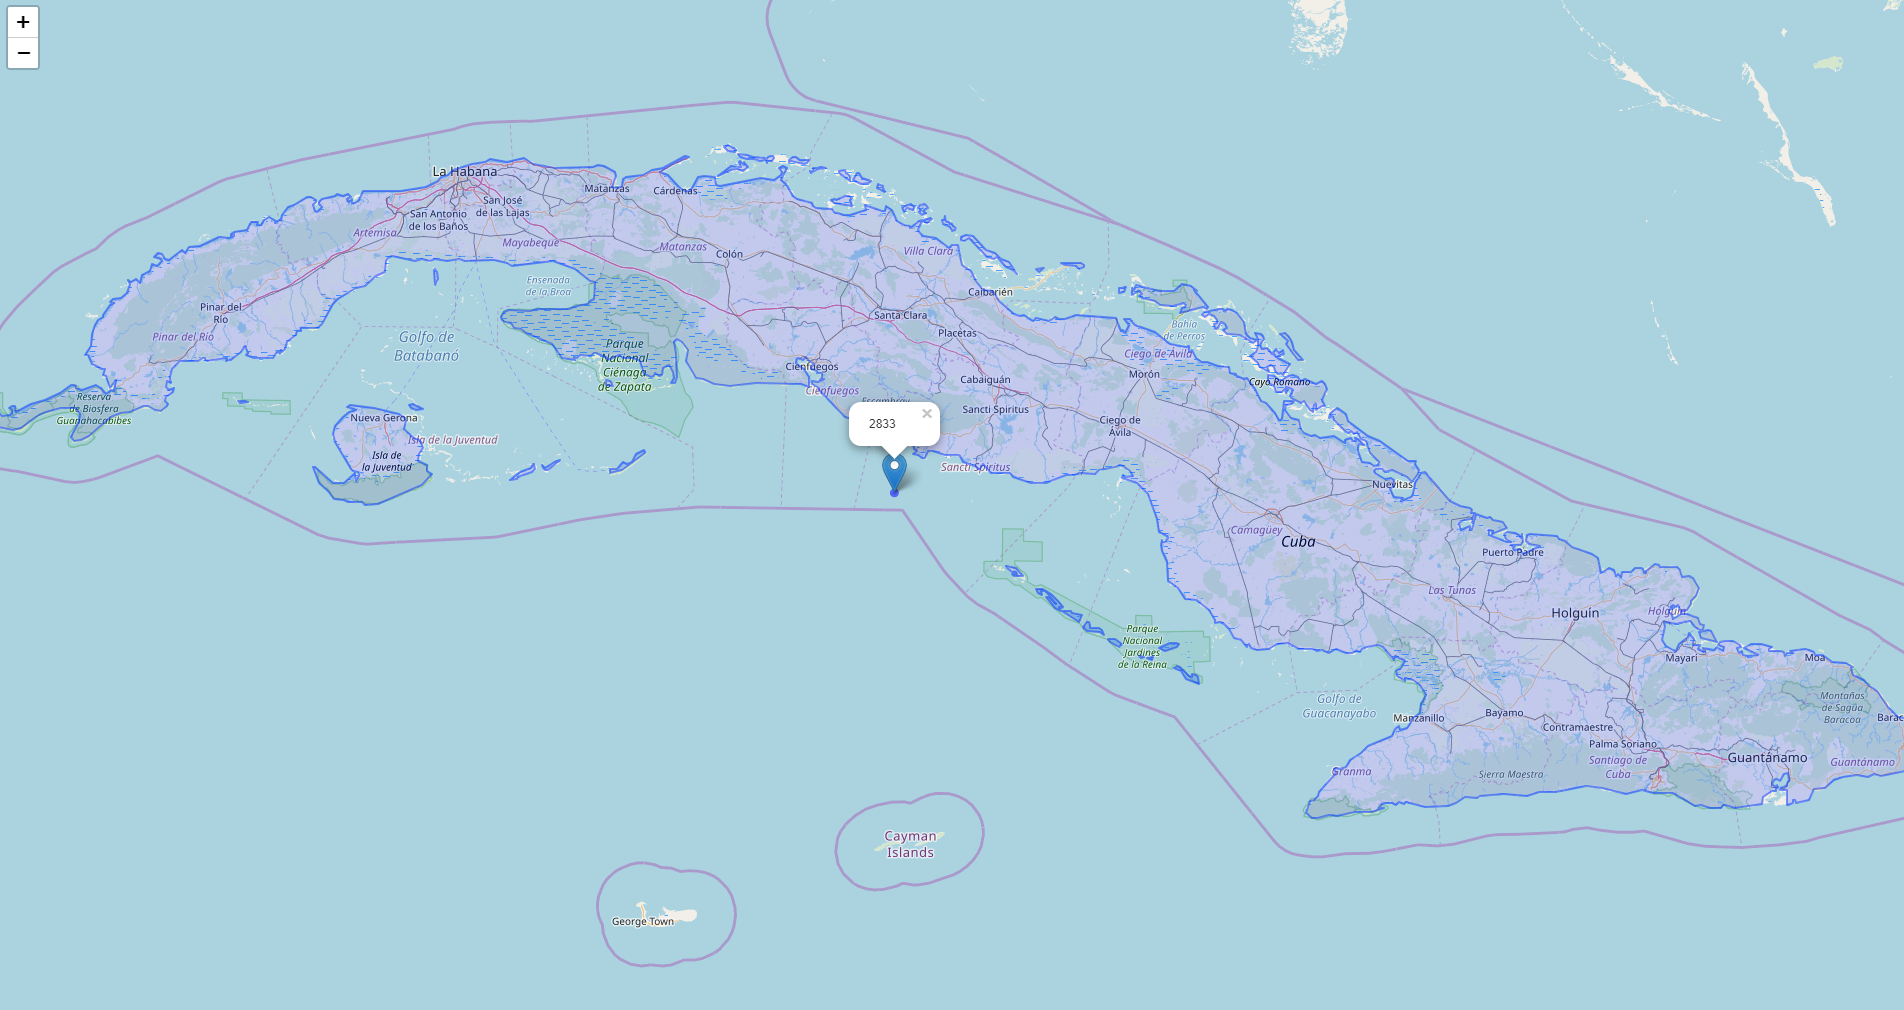 +
−
La Habana
Matanzas
Cárdenas
San José
de las Lajas
San Antonio
de los Baños
Artemisa
Mayabeque
Matanzas
Colón
Villa Clara
Ensenada
de la Broa
Caibarién
Pinar del
Río
Pinar del Río
Santa Clara
Placetas
Bahía
de Perros
Golfo de
Batabanó
Parque
Nacional
Ciénaga
de Zapata
Cienfuegos
Cienfuegos
Escambray
Cabaiguán
Ciego de Ávila
Morón
Cayo Romano
Reserva
de Biosfera
Guanahacabibes
Nueva Gerona
Isla de la Juventud
Isla de
la Juventud
2833
×
Sancti Spíritus
Sancti Spíritus
Ciego de
Ávila
Nuevitas
Camagüey
Cuba
Puerto Padre
Las Tunas
Holguín
Holguín
Parque
Nacional
Jardines
de la Reina
Mayarí
Moa
Golfo de
Guacanayabo
Manzanillo
Bayamo
Contramaestre
Palma Soriano
Montañas
de Sagua
Baracoa
Barac
Granma
Sierra Maestra
Santiago de
Cuba
Guantánamo
Guantánamo
Cayman
Islands
George Town